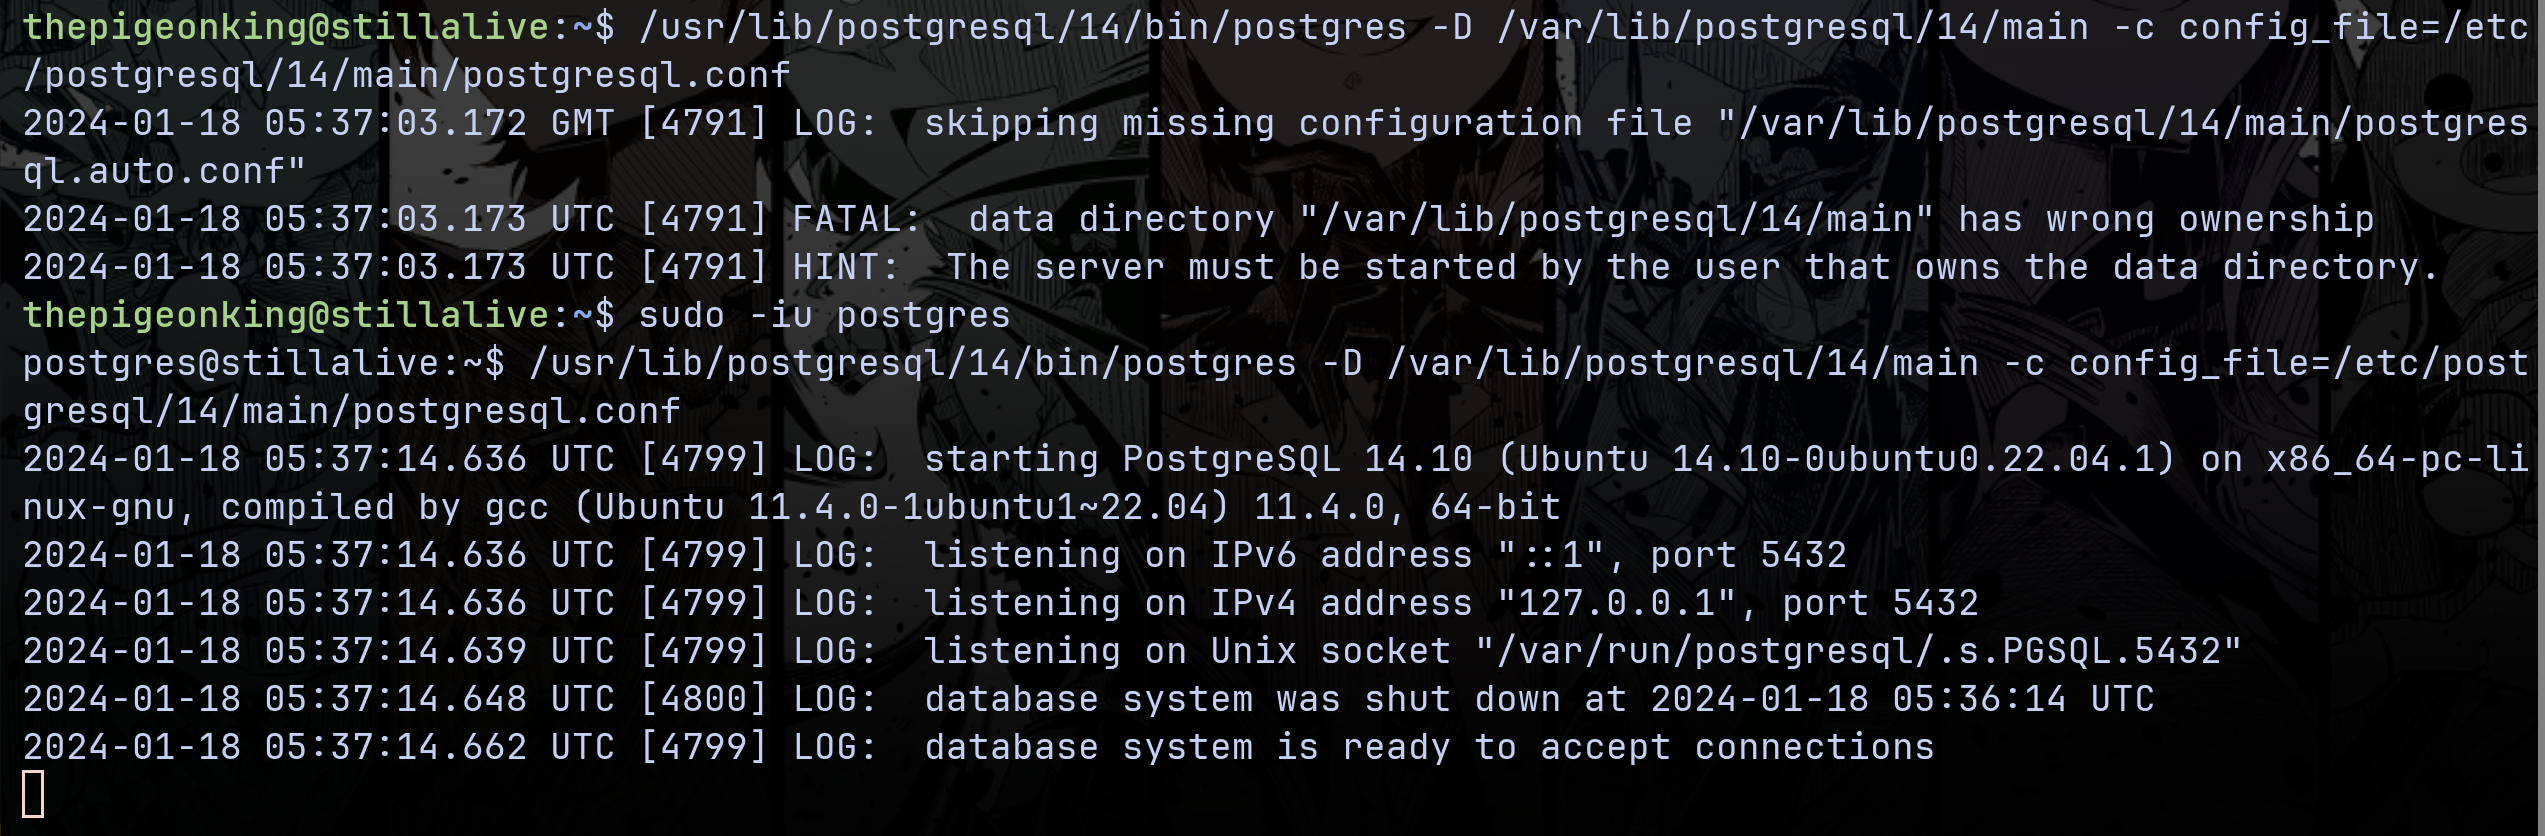 thepigeonking@stillalive:~$ /usr/lib/postgresql/14/bin/postgres -D /var/lib/postgresql/14/main -c config_file=/etc
/postgresql/14/main/postgresql.conf
2024-01-18 05:37:03.172 GMT [4791] LOG:  skipping missing configuration file "/var/lib/postgresql/14/main/postgres
ql.auto.conf"
2024-01-18 05:37:03.173 UTC [4791] FATAL:  data directory "/var/lib/postgresql/14/main" has wrong ownership
2024-01-18 05:37:03.173 UTC [4791] HINT:  The server must be started by the user that owns the data directory.
thepigeonking@stillalive:~$ sudo -iu postgres
postgres@stillalive:~$ /usr/lib/postgresql/14/bin/postgres -D /var/lib/postgresql/14/main -c config_file=/etc/post
gresql/14/main/postgresql.conf
2024-01-18 05:37:14.636 UTC [4799] LOG:  starting PostgreSQL 14.10 (Ubuntu 14.10-0ubuntu0.22.04.1) on x86_64-pc-li
nux-gnu, compiled by gcc (Ubuntu 11.4.0-1ubuntu1~22.04) 11.4.0, 64-bit
2024-01-18 05:37:14.636 UTC [4799] LOG:  listening on IPv6 address "::1", port 5432
2024-01-18 05:37:14.636 UTC [4799] LOG:  listening on IPv4 address "127.0.0.1", port 5432
2024-01-18 05:37:14.639 UTC [4799] LOG:  listening on Unix socket "/var/run/postgresql/.s.PGSQL.5432"
2024-01-18 05:37:14.648 UTC [4800] LOG:  database system was shut down at 2024-01-18 05:36:14 UTC
2024-01-18 05:37:14.662 UTC [4799] LOG:  database system is ready to accept connections